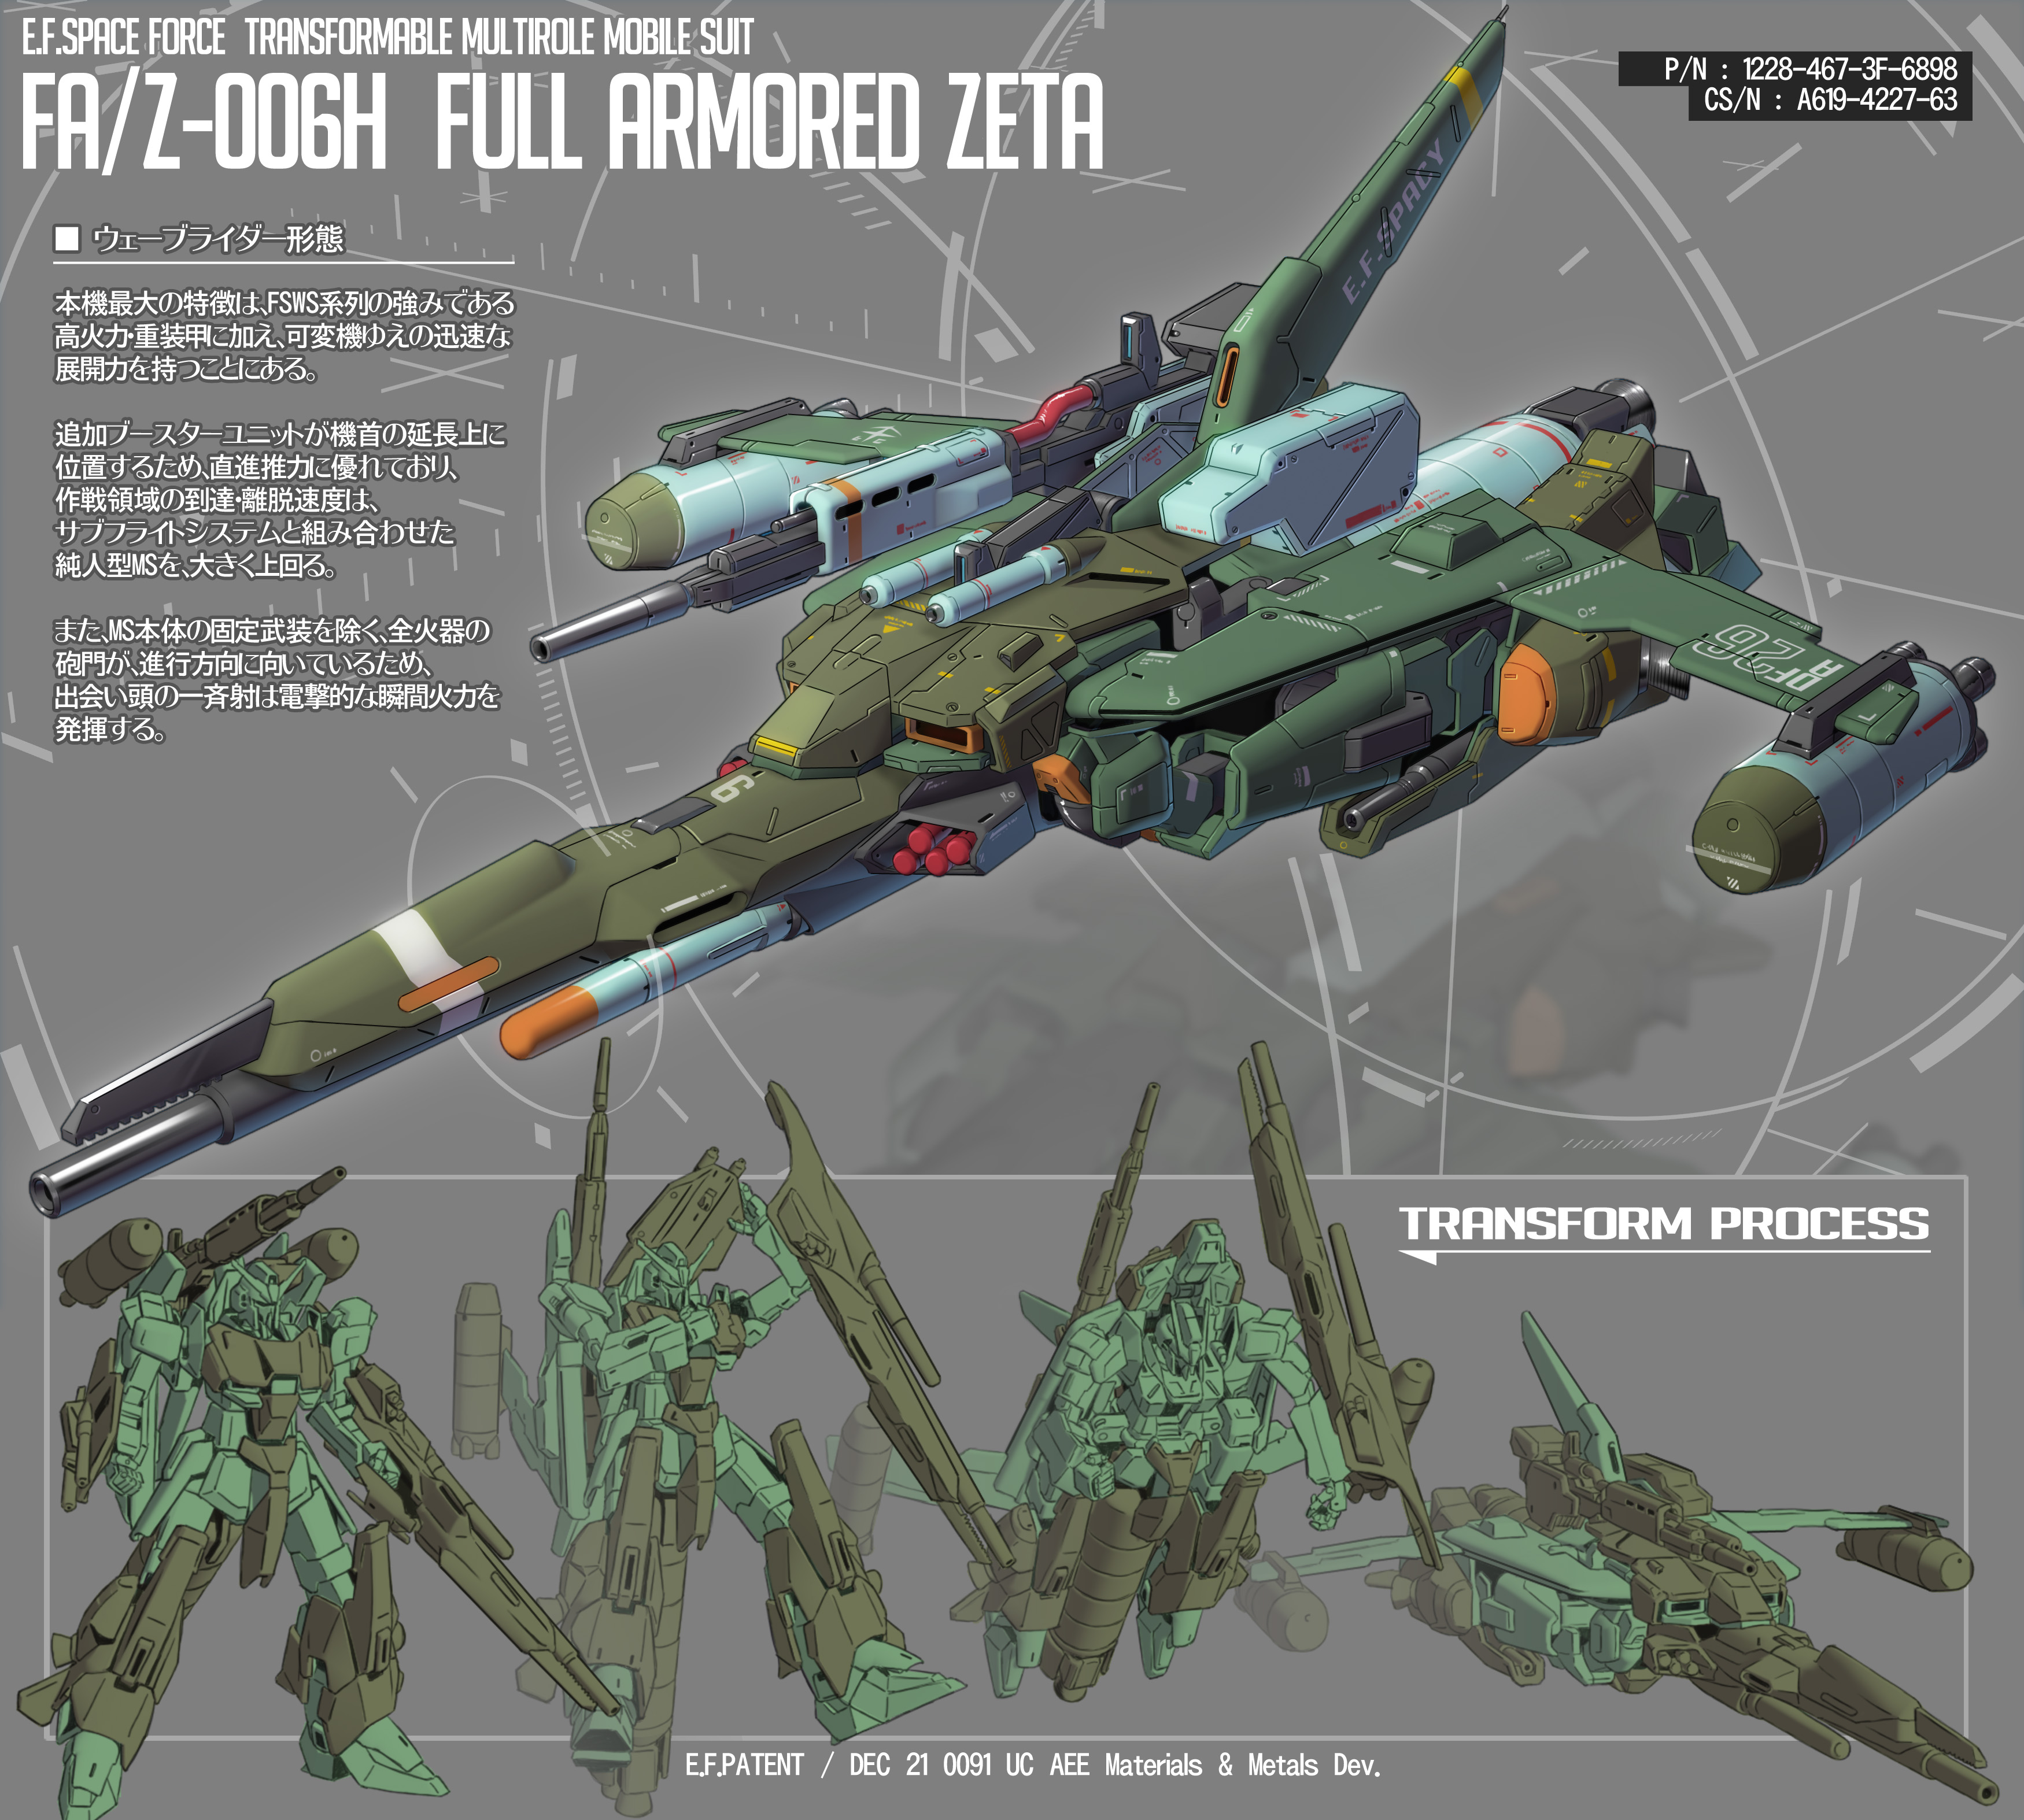 E.F.SPACE FORCE TRANSFORMABLE MULTIROLE MOBILE SUIT
FA/Z-006H FULL ARMORED ZETA
P/N : 1228-467-3F-6898
CS/N : A619-4227-63
■ ウェーブライダー形態
本機最大の特徴は、FSWS系列の強みである
高火力・重装甲に加え、可変機ゆえの迅速な
展開力を持つことにある。
追加ブースターユニットが機首の延長上に
位置するため、直進推力に優れており、
作戦領域の到達・離脱速度は、
サブフライトシステムと組み合わせた
純人型MSを、大きく上回る。
また、MS本体の固定武装を除く、全火器の
砲門が、進行方向に向いているため、
出会い頭の一斉射は電撃的な瞬間火力を
発揮する。
E.F.SPACY
6
TRANSFORM PROCESS
E.F.PATENT / DEC 21 0091 UC AEE Materials & Metals Dev.